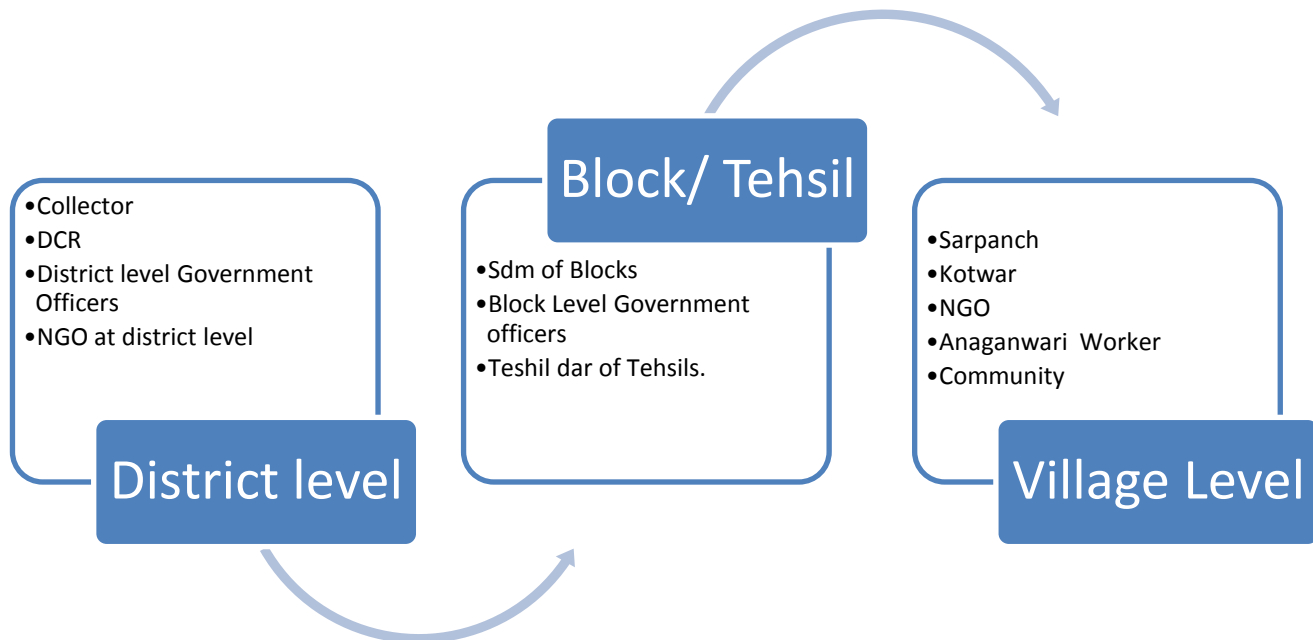 •Collector
•DCR
•District level Government
Officers
•NGO at district level
District level
Block/ Tehsil
•Sdm of Blocks
•Block Level Government
officers
•Teshil dar of Tehsils.
•Sarpanch
•Kotwar
•NGO
•Anaganwari Worker
•Community
Village Level